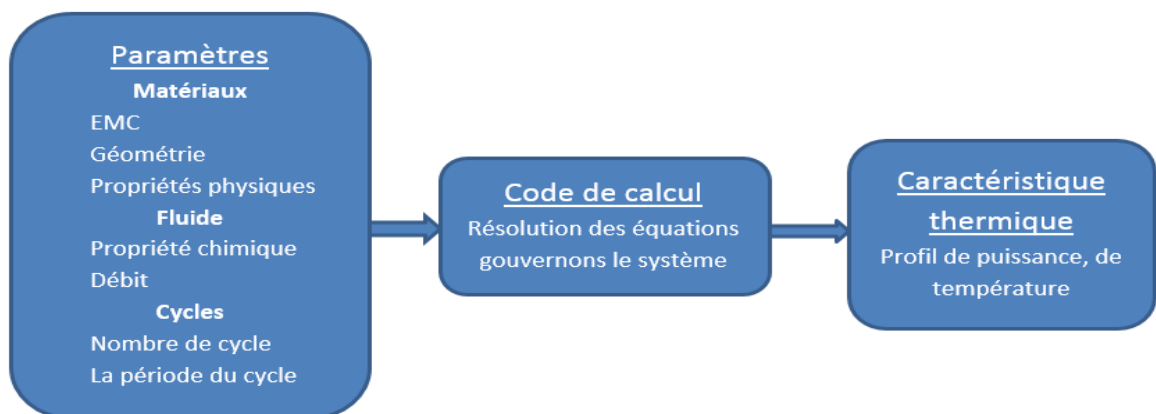 Paramètres
Matériaux
EMC
Géométrie
Propriétés physiques
Fluide
Propriété chimique
Débit
Cycles
Nombre de cycle
La période du cycle
Code de calcul
Résolution des équations
gouvernons le système
Caractéristique
thermique
Profil de puissance, de
température